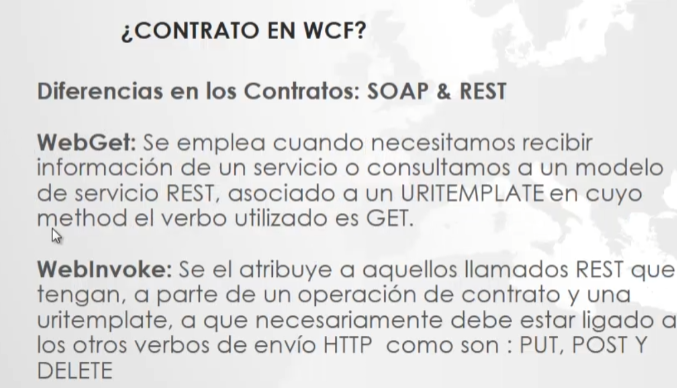 ¿CONTRATO EN WCF?
Diferencias en los Contratos: SOAP & REST
WebGet: Se emplea cuando necesitamos recibir
información de un servicio o consultamos a un modelo
de servicio REST, asociado a un URITEMPLATE en cuyo
method el verbo utilizado es GET.
WebInvoke: Se el atribuye a aquellos llamados REST que
tengan, a parte de un operación de contrato y una
uritemplate, a que necesariamente debe estar ligado a
los otros verbos de envío HTTP como son : PUT, POST Y
DELETE